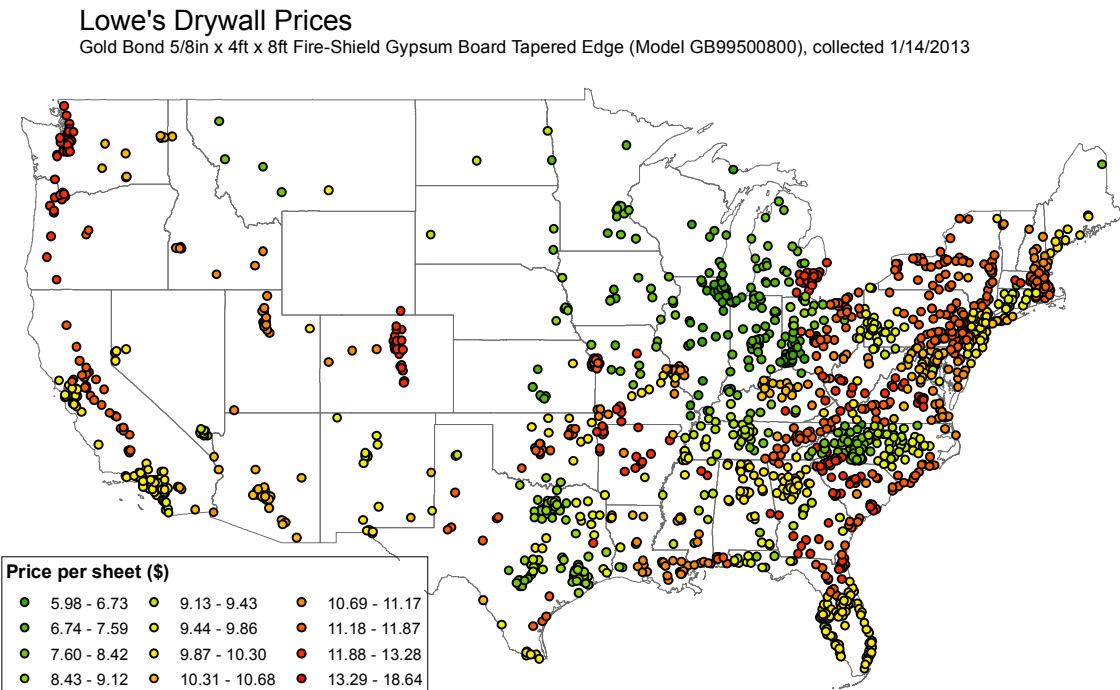 Lowe's Drywall Prices
Gold Bond 5/8in x 4ft x 8ft Fire-Shield Gypsum Board Tapered Edge (Model GB99500800), collected 1/14/2013
Price per sheet ($)
5.98 - 6.73 9.13 - 9.43 10.69 - 11.17
6.74 - 7.59 9.44 - 9.86 11.18 - 11.87
7.60 - 8.42 9.87 - 10.30 11.88 - 13.28
8.43 - 9.12 10.31 - 10.68 13.29 - 18.64